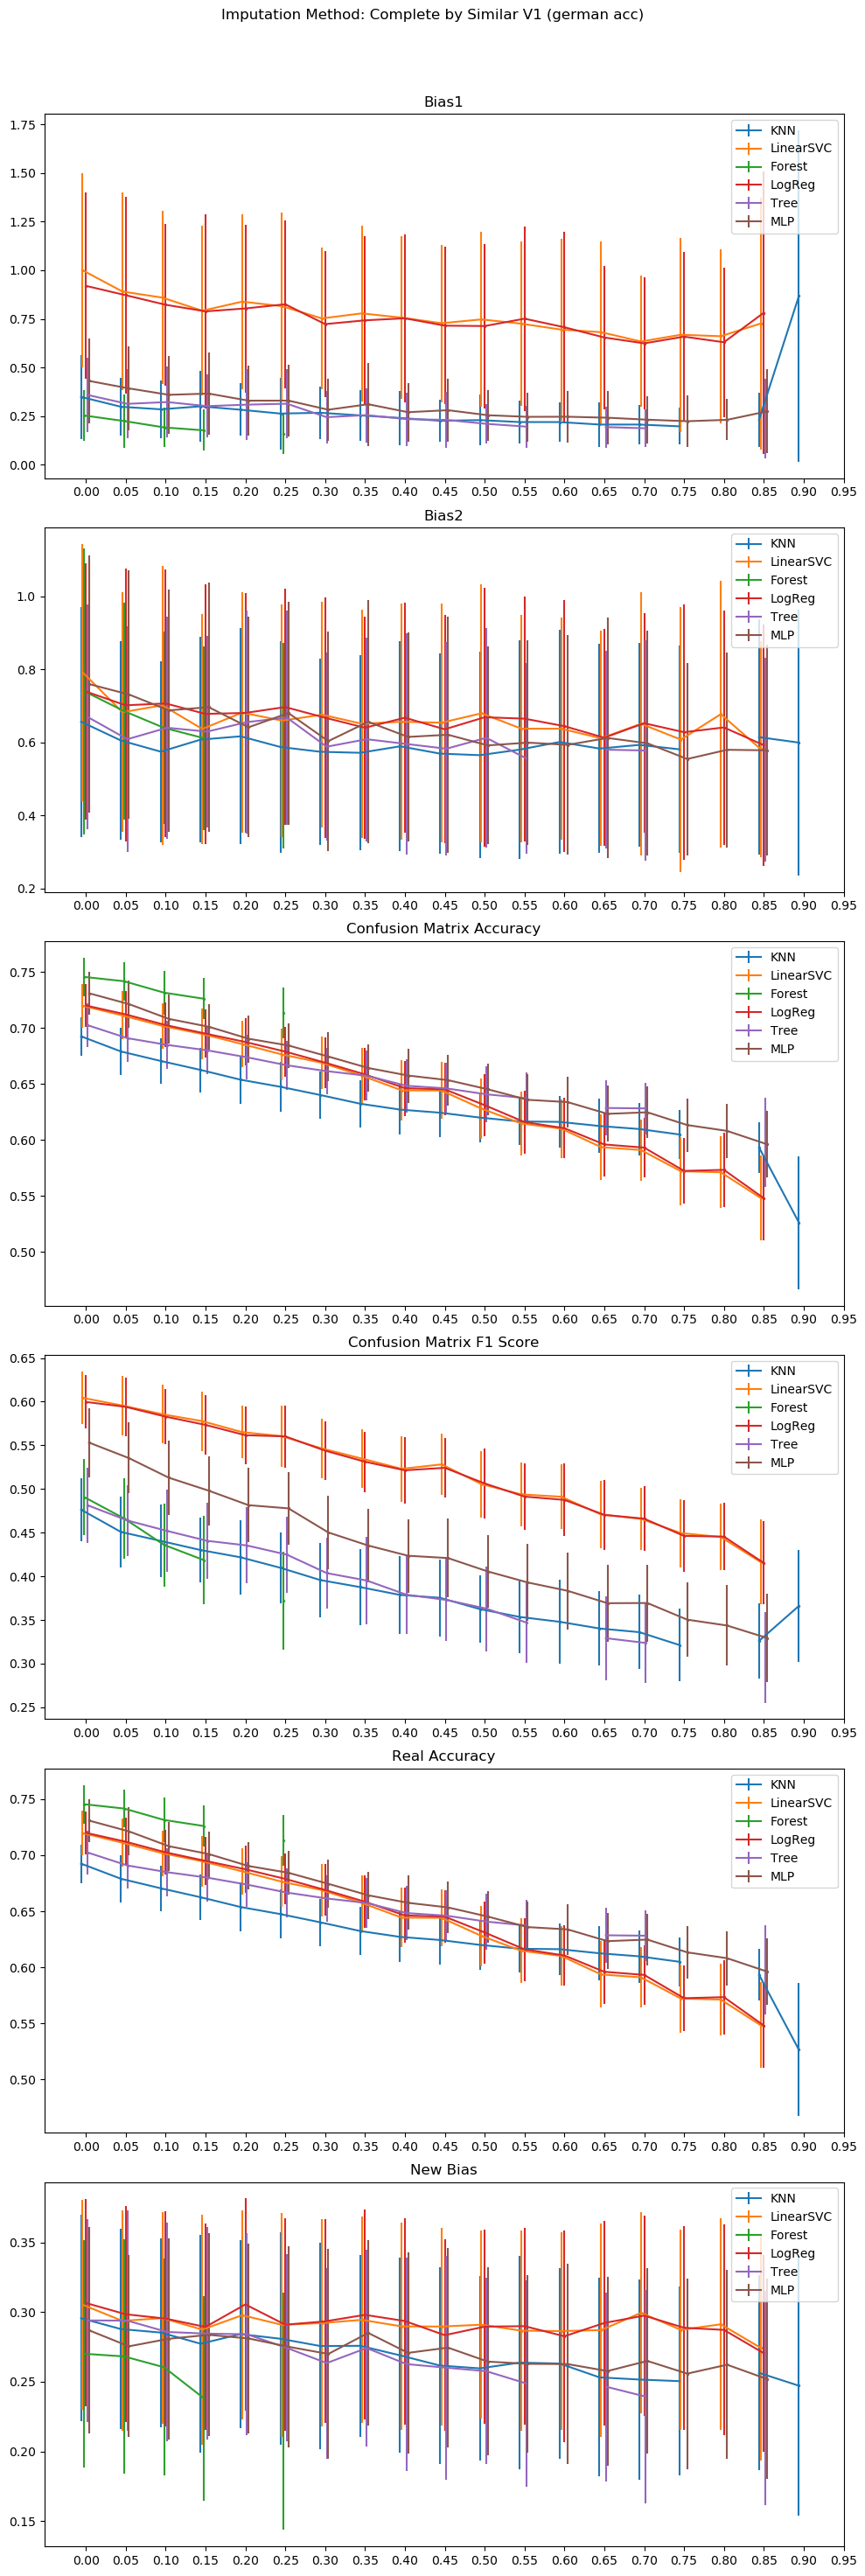 Imputation Method: Complete by Similar V1 (german acc)
Bias1
1.75
1.50
1.25
1.00
0.75
0.50
0.25
0.00
KNN
LinearSVC
Forest
LogReg
Tree
MLP
0.00 0.05 0.10 0.15 0.20 0.25 0.30 0.35 0.40 0.45 0.50 0.55 0.60 0.65 0.70 0.75 0.80 0.85 0.90 0.95
Bias2
1.0
0.8
0.6
0.4
0.2
KNN
LinearSVC
Forest
LogReg
Tree
MLP
0.00 0.05 0.10 0.15 0.20 0.25 0.30 0.35 0.40 0.45 0.50 0.55 0.60 0.65 0.70 0.75 0.80 0.85 0.90 0.95
Confusion Matrix Accuracy
0.75
0.70
0.65
0.60
0.55
0.50
KNN
LinearSVC
Forest
LogReg
Tree
MLP
0.00 0.05 0.10 0.15 0.20 0.25 0.30 0.35 0.40 0.45 0.50 0.55 0.60 0.65 0.70 0.75 0.80 0.85 0.90 0.95
Confusion Matrix F1 Score
0.65
0.60
0.55
0.50
0.45
0.40
0.35
0.30
0.25
KNN
LinearSVC
Forest
LogReg
Tree
MLP
0.00 0.05 0.10 0.15 0.20 0.25 0.30 0.35 0.40 0.45 0.50 0.55 0.60 0.65 0.70 0.75 0.80 0.85 0.90 0.95
Real Accuracy
0.75
0.70
0.65
0.60
0.55
0.50
KNN
LinearSVC
Forest
LogReg
Tree
MLP
0.00 0.05 0.10 0.15 0.20 0.25 0.30 0.35 0.40 0.45 0.50 0.55 0.60 0.65 0.70 0.75 0.80 0.85 0.90 0.95
New Bias
0.35
0.30
0.25
0.20
0.15
KNN
LinearSVC
Forest
LogReg
Tree
MLP
0.00 0.05 0.10 0.15 0.20 0.25 0.30 0.35 0.40 0.45 0.50 0.55 0.60 0.65 0.70 0.75 0.80 0.85 0.90 0.95